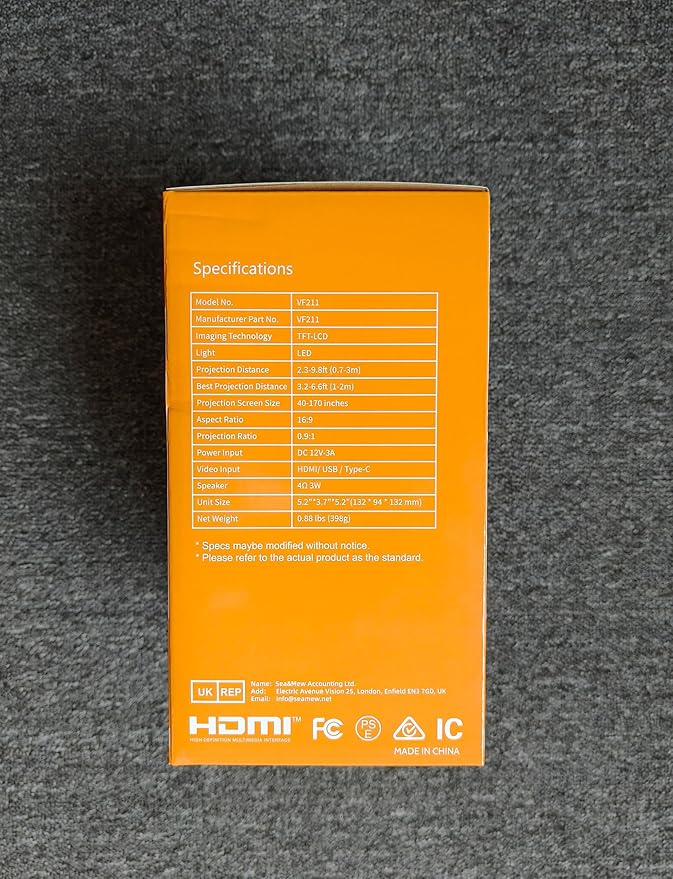 Specifications
Model No. VF211
Manufacturer Part No. VF211
Imaging Technology TFT-LCD
Light LED
Projection Distance 2.3-9.8ft (0.7-3m)
Best Projection Distance 3.2-6.6ft (1-2m)
Projection Screen Size 40-170 inches
Aspect Ratio 16:9
Projection Ratio 0.9:1
Power Input DC 12V-3A
Video Input HDMI/ USB / Type-C
Speaker 4Ω 3W
Unit Size 5.2"*3.7"*5.2"(132 * 94 * 132 mm)
Net Weight 0.88 lbs (398g)
* Specs maybe modified without notice.
* Please refer to the actual product as the standard.
UK REP
Name: Sea&Mew Accounting Ltd.
Add: Electric Avenue Vision 25, London, Enfield EN3 7GD, UK
Email: info@seamew.net
HDMI™
HIGH-DEFINITION MULTIMEDIA INTERFACE
FC
PS
E
IC
MADE IN CHINA